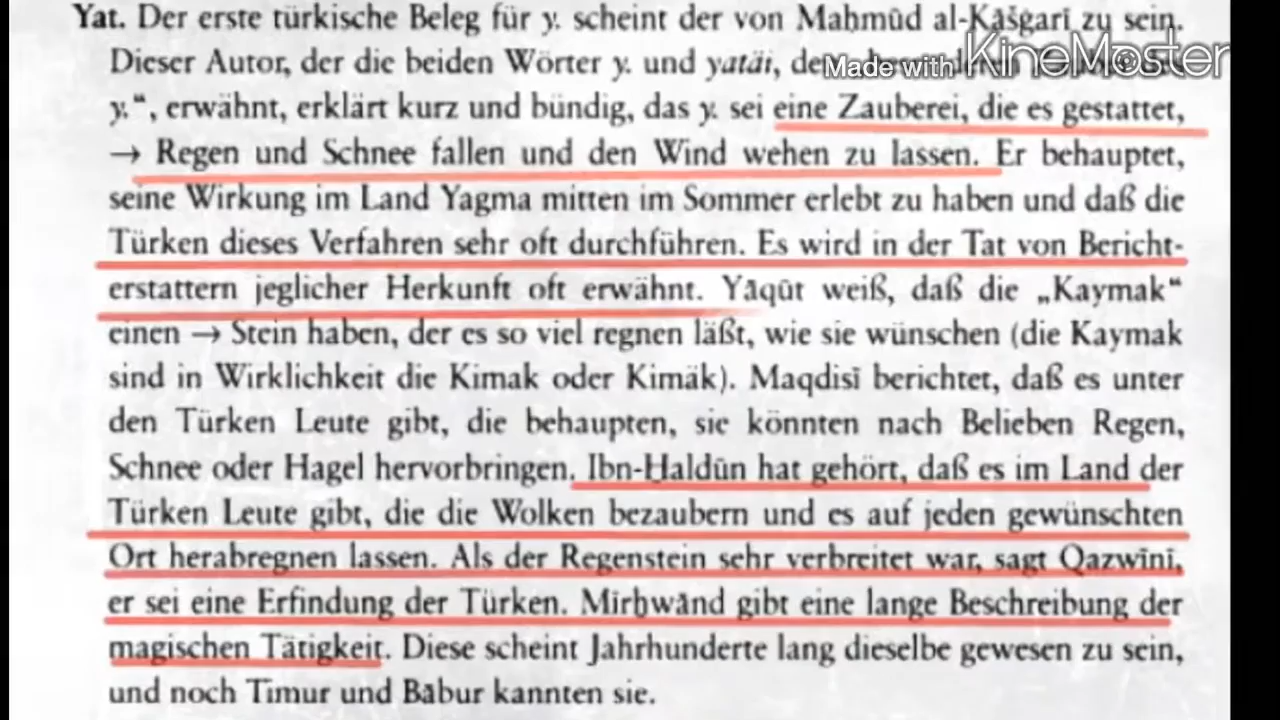 Yat. Der erste türkische Beleg für y. scheint der von Mahmûd al-Kāšġarī zu sein.
Dieser Autor, der die beiden Wörter y. und yatäi,
Made with KINEMASTER
y.“, erwähnt, erklärt kurz und bündig, das y. sei eine Zauberei, die es gestattet,
→ Regen und Schnee fallen und den Wind wehen zu lassen. Er behauptet,
seine Wirkung im Land Yagma mitten im Sommer erlebt zu haben und daß die
Türken dieses Verfahren sehr oft durchführen. Es wird in der Tat von Bericht-
erstattern jeglicher Herkunft oft erwähnt. Yāqūt weiß, daß die „Kaymak“
einen → Stein haben, der es so viel regnen läßt, wie sie wünschen (die Kaymak
sind in Wirklichkeit die Kimak oder Kimäk). Maqdisī berichtet, daß es unter
den Türken Leute gibt, die behaupten, sie könnten nach Belieben Regen,
Schnee oder Hagel hervorbringen. Ibn-Haldūn hat gehört, daß es im Land der
Türken Leute gibt, die die Wolken bezaubern und es auf jeden gewünschten
Ort herabregnen lassen. Als der Regenstein sehr verbreitet war, sagt Qazwīnī,
er sei eine Erfindung der Türken. Mīrḫwānd gibt eine lange Beschreibung der
magischen Tätigkeit. Diese scheint Jahrhunderte lang dieselbe gewesen zu sein,
und noch Timur und Bābur kannten sie.